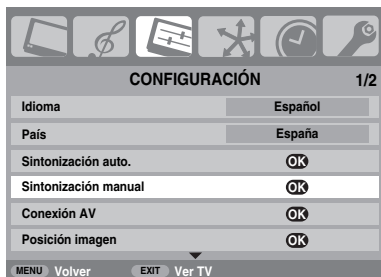 CONFIGURACIÓN 1/2
Idioma Español
País España
Sintonización auto. OK
Sintonización manual OK
Conexión AV OK
Posición imagen OK
MENU Volver EXIT Ver TV